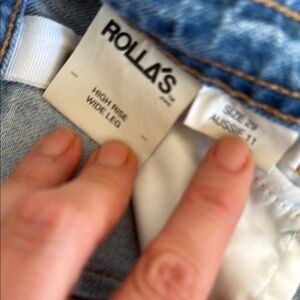 ROLLA'S
HIGH RISE
WIDE LEG
SIZE 29
AUSSIE 11